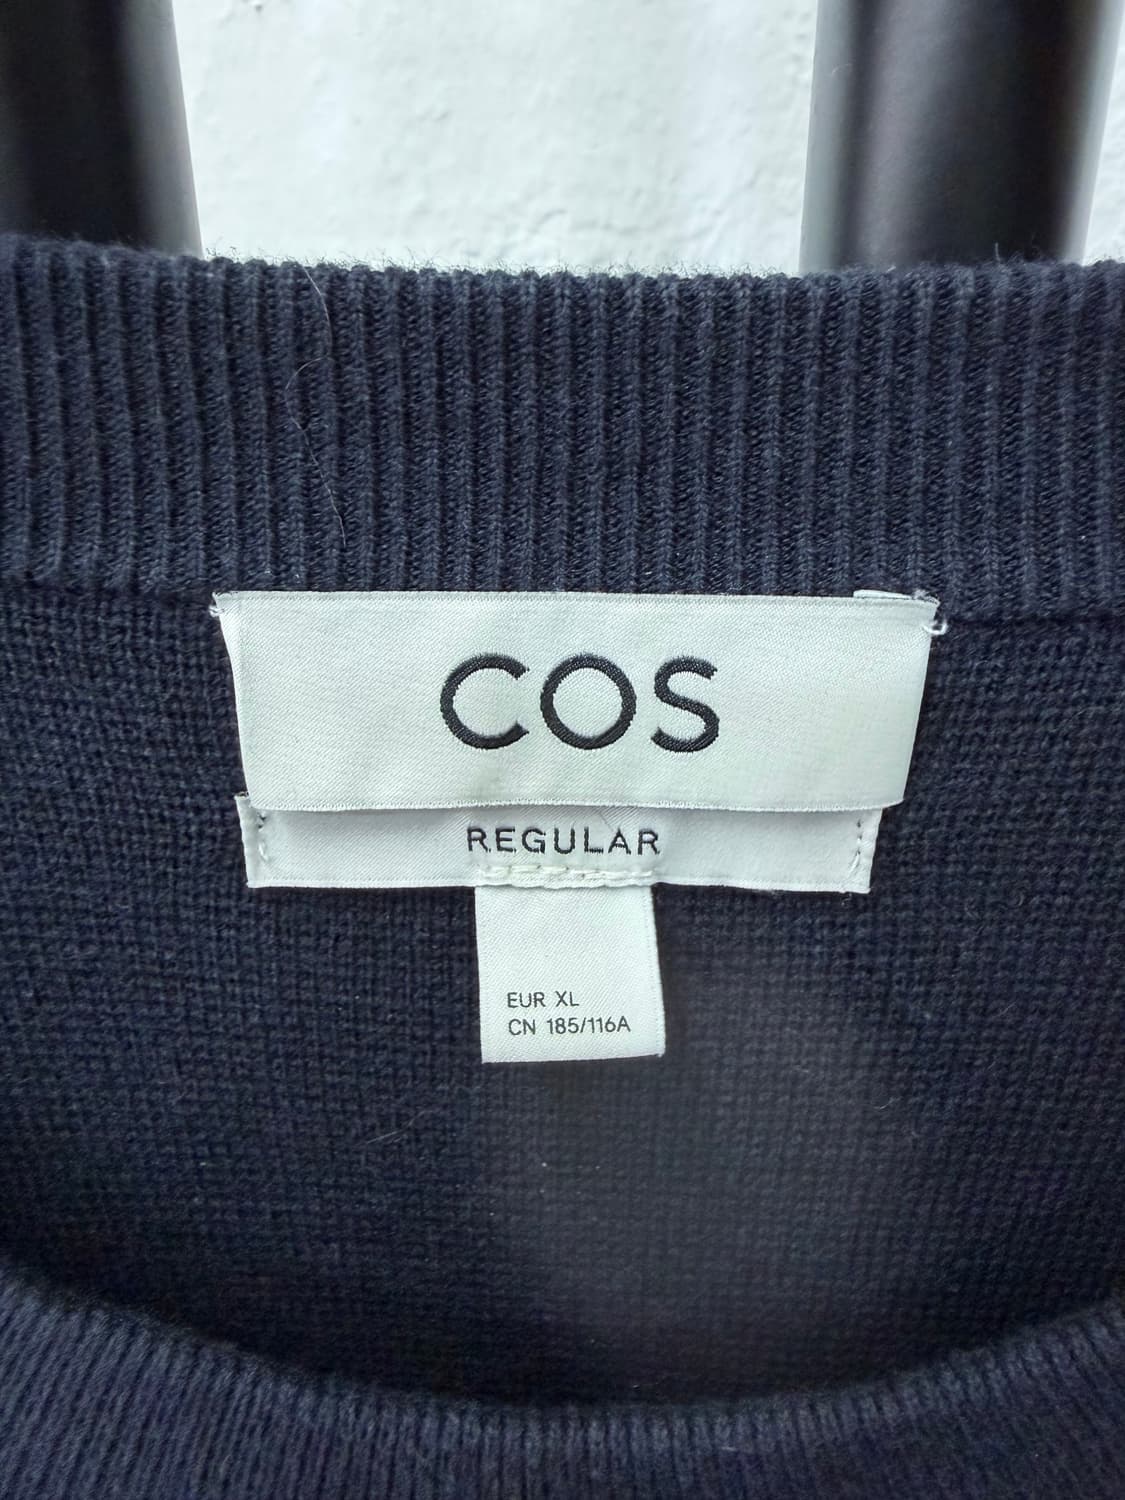 COS
REGULAR
EUR XL
CN 185/116A